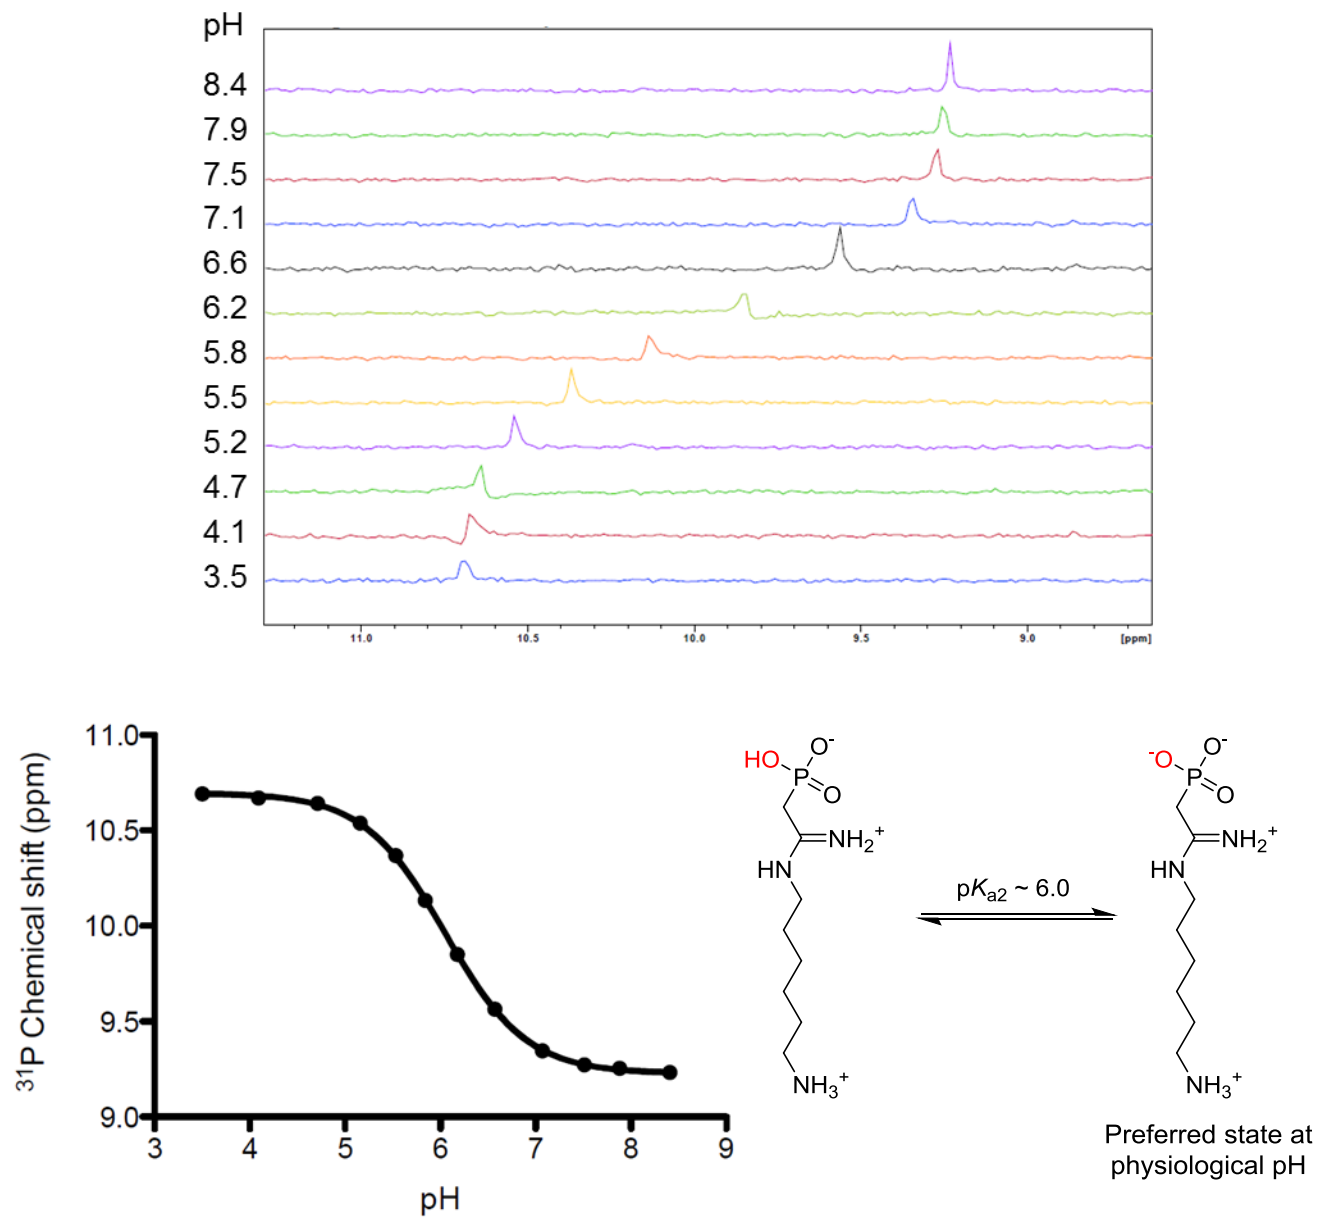 pH
8.4
7.9
7.5
7.1
6.6
6.2
5.8
5.5
5.2
4.7
4.1
3.5
11.0 10.5 10.0 9.5 9.0 [ppm]
³¹P Chemical shift (ppm)
11.0
10.5
10.0
9.5
9.0
3 4 5 6 7 8 9
pH
HO O⁻
P
O
NH₂⁺
HN
NH₃⁺
pKₐ₂ ~ 6.0
⁻O O⁻
P
O
NH₂⁺
HN
NH₃⁺
Preferred state at
physiological pH